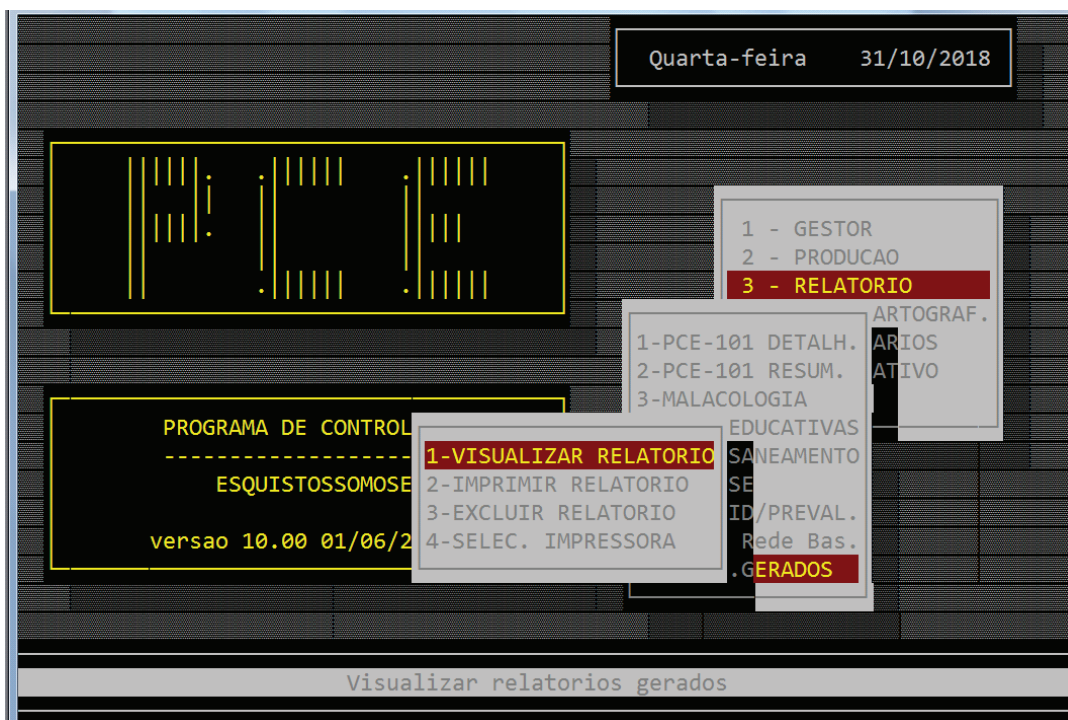 Quarta-feira 31/10/2018
PCE
1 - GESTOR
2 - PRODUCAO
3 - RELATORIO
ARTOGRAF.
ARIOS
ATIVO
1-PCE-101 DETALH.
2-PCE-101 RESUM.
3-MALACOLOGIA
EDUCATIVAS
SANEAMENTO
SE
ID/PREVAL.
Rede Bas.
.GERADOS
PROGRAMA DE CONTROL
-------------------
ESQUISTOSSOMOSE
versao 10.00 01/06/2
1-VISUALIZAR RELATORIO
2-IMPRIMIR RELATORIO
3-EXCLUIR RELATORIO
4-SELEC. IMPRESSORA
Visualizar relatorios gerados